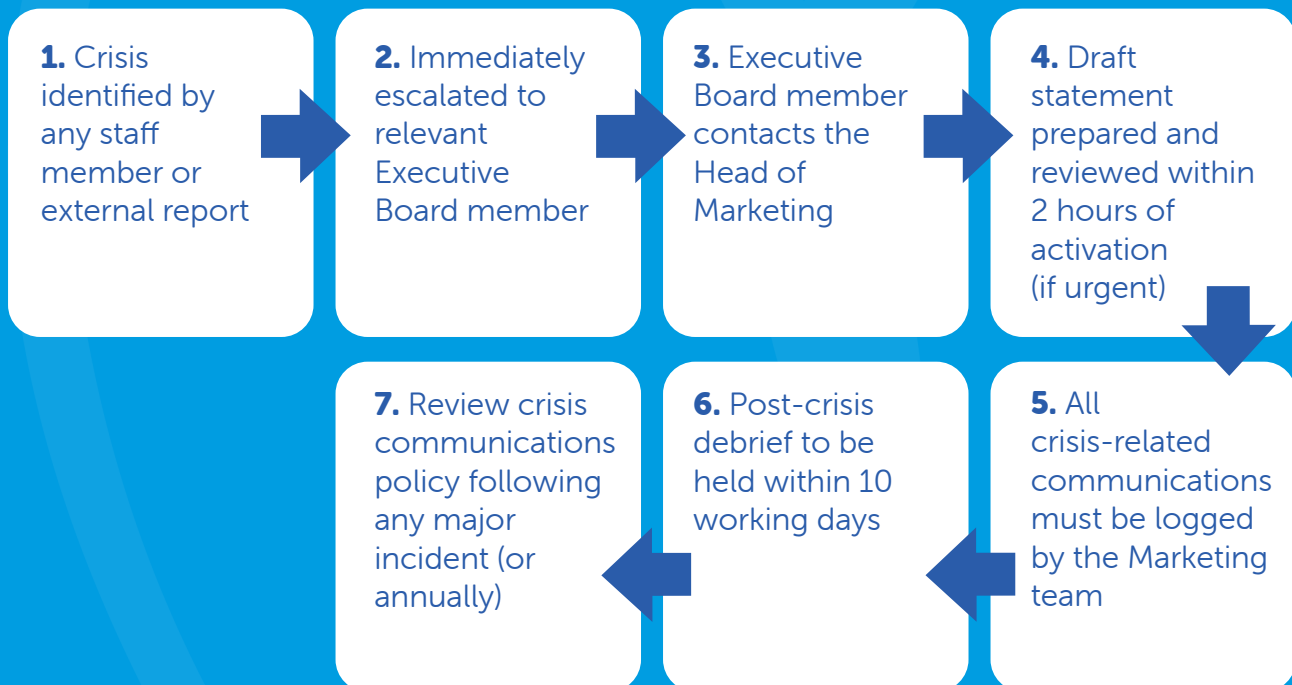 1. Crisis
identified by
any staff
member or
external report
2. Immediately
escalated to
relevant
Executive
Board member
3. Executive
Board member
contacts the
Head of
Marketing
4. Draft
statement
prepared and
reviewed within
2 hours of
activation
(if urgent)
5. All
crisis-related
communications
must be logged
by the Marketing
team
6. Post-crisis
debrief to be
held within 10
working days
7. Review crisis
communications
policy following
any major
incident (or
annually)